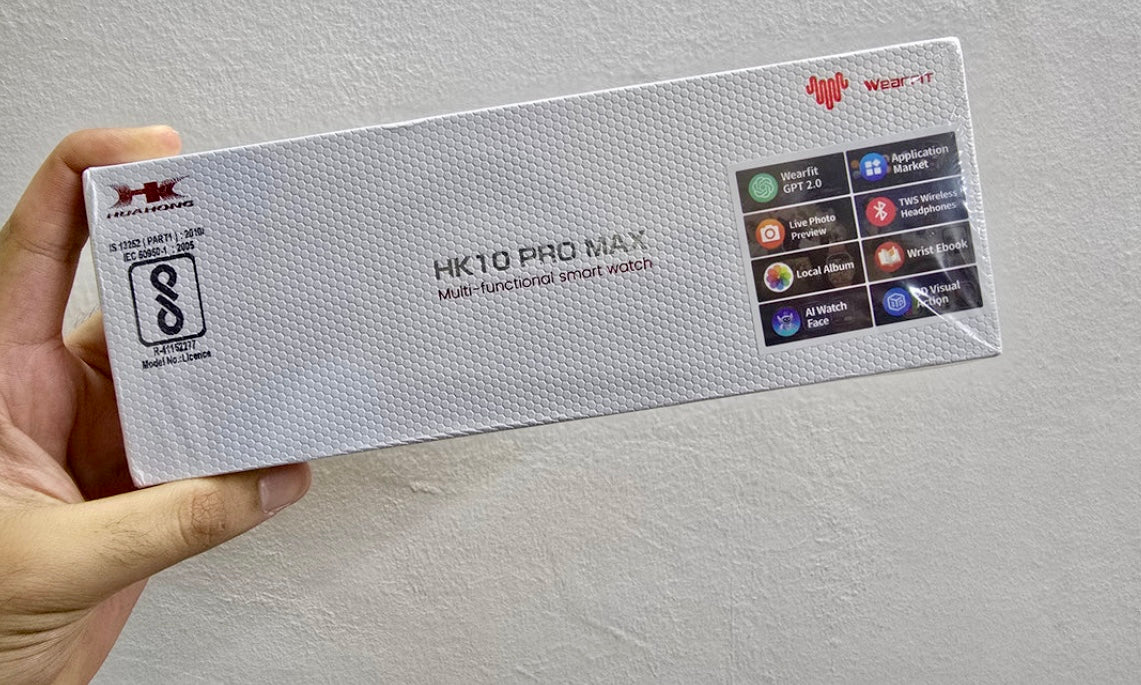 HK
HUAHONG
IS 13252 ( PART1 ) : 2010/
IEC 60950-1 : 2005
R-41152277
Model No.:Licence
HK10 PRO MAX
Multi-functional smart watch
WearFIT
Wearfit
GPT 2.0
Application
Market
Live Photo
Preview
TWS Wireless
Headphones
Local Album
Wrist Ebook
AI Watch
Face
Visual
Action